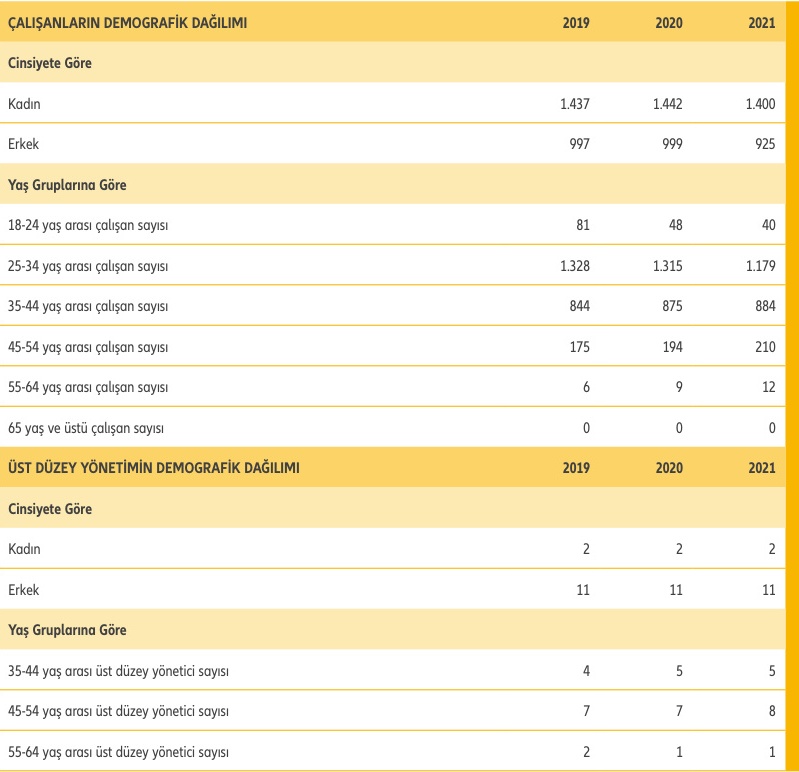 ÇALIŞANLARIN DEMOGRAFİK DAĞILIMI 2019 2020 2021
Cinsiyete Göre
Kadın 1.437 1.442 1.400
Erkek 997 999 925
Yaş Gruplarına Göre
18-24 yaş arası çalışan sayısı 81 48 40
25-34 yaş arası çalışan sayısı 1.328 1.315 1.179
35-44 yaş arası çalışan sayısı 844 875 884
45-54 yaş arası çalışan sayısı 175 194 210
55-64 yaş arası çalışan sayısı 6 9 12
65 yaş ve üstü çalışan sayısı 0 0 0
ÜST DÜZEY YÖNETİMİN DEMOGRAFİK DAĞILIMI 2019 2020 2021
Cinsiyete Göre
Kadın 2 2 2
Erkek 11 11 11
Yaş Gruplarına Göre
35-44 yaş arası üst düzey yönetici sayısı 4 5 5
45-54 yaş arası üst düzey yönetici sayısı 7 7 8
55-64 yaş arası üst düzey yönetici sayısı 2 1 1